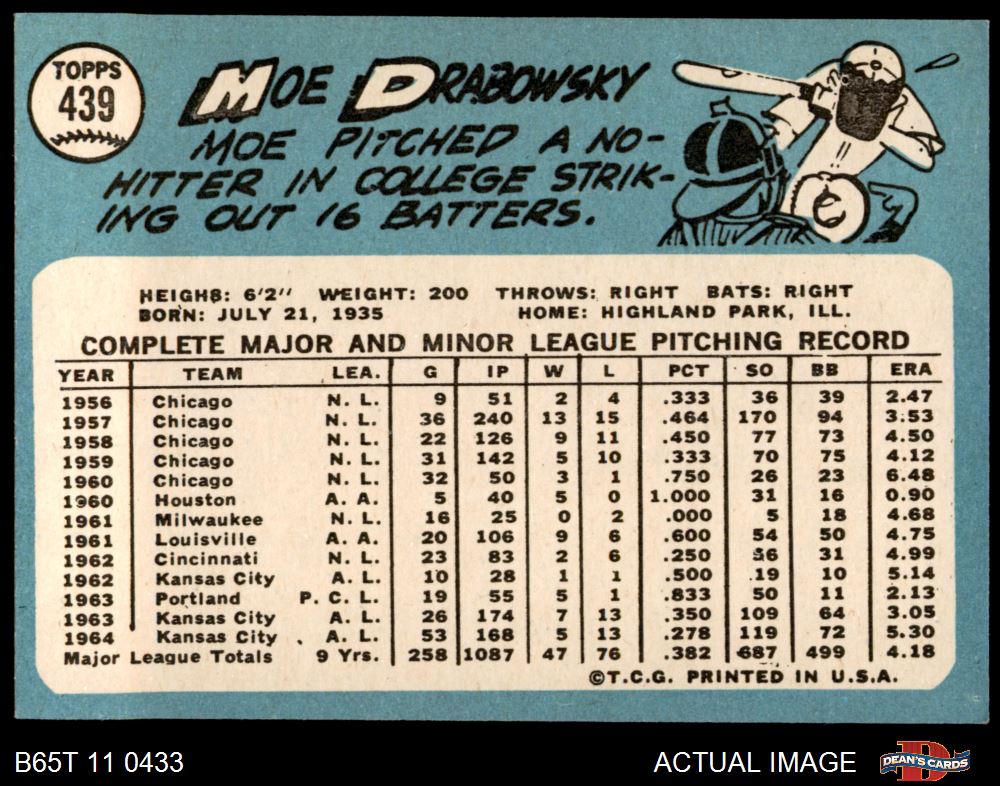 TOPPS
439
MOE DRABOWSKY
MOE PITCHED A NO-
HITTER IN COLLEGE STRIK-
ING OUT 16 BATTERS.
HEIGHT: 6'2" WEIGHT: 200 THROWS: RIGHT BATS: RIGHT
BORN: JULY 21, 1935 HOME: HIGHLAND PARK, ILL.
COMPLETE MAJOR AND MINOR LEAGUE PITCHING RECORD
YEAR TEAM LEA. G IP W L PCT SO BB ERA
1956 Chicago N. L. 9 51 2 4 .333 36 39 2.47
1957 Chicago N. L. 36 240 13 15 .464 170 94 3.53
1958 Chicago N. L. 22 126 9 11 .450 77 73 4.50
1959 Chicago N. L. 31 142 5 10 .333 70 75 4.12
1960 Chicago N. L. 32 50 3 1 .750 26 23 6.48
1960 Houston A. A. 5 40 5 0 1.000 31 16 0.90
1961 Milwaukee N. L. 16 25 0 2 .000 5 18 4.68
1961 Louisville A. A. 20 106 9 6 .600 54 50 4.75
1962 Cincinnati N. L. 23 83 2 6 .250 56 31 4.99
1962 Kansas City A. L. 10 28 1 1 .500 19 10 5.14
1963 Portland P. C. L. 19 55 5 1 .833 50 11 2.13
1963 Kansas City A. L. 26 174 7 13 .350 109 64 3.05
1964 Kansas City A. L. 53 168 5 13 .278 119 72 5.30
Major League Totals 9 Yrs. 258 1087 47 76 .382 687 499 4.18
©T.C.G. PRINTED IN U.S.A.
B65T 11 0433 ACTUAL IMAGE
DEAN'S CARDS